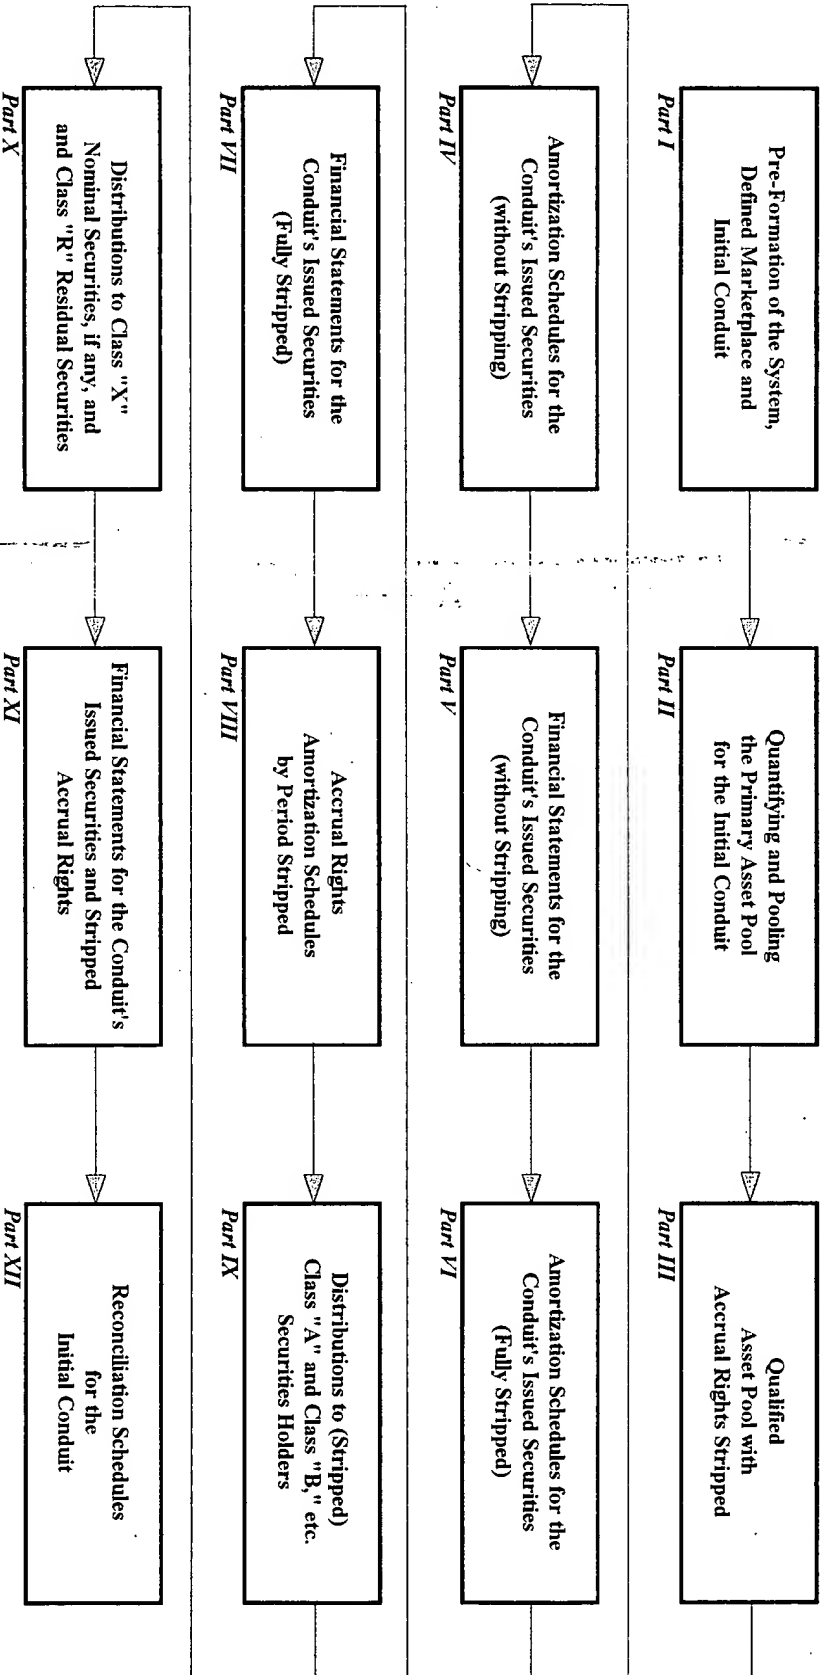 Pre-Formation of the System,
Defined Marketplace and
Initial Conduit
Part I
Quantifying and Pooling
the Primary Asset Pool
for the Initial Conduit
Part II
Qualified
Asset Pool with
Accrual Rights Stripped
Part III
Amortization Schedules for the
Conduit's Issued Securities
(without Stripping)
Part IV
Financial Statements for the
Conduit's Issued Securities
(without Stripping)
Part V
Amortization Schedules for the
Conduit's Issued Securities
(Fully Stripped)
Part VI
Financial Statements for the
Conduit's Issued Securities
(Fully Stripped)
Part VII
Accrual Rights
Amortization Schedules
by Period Stripped
Part VIII
Distributions to (Stripped)
Class "A" and Class "B," etc.
Securities Holders
Part IX
Distributions to Class "X"
Nominal Securities, if any, and
and Class "R" Residual Securities
Part X
Financial Statements for the Conduit's
Issued Securities and Stripped
Accrual Rights
Part XI
Reconciliation Schedules
for the
Initial Conduit
Part XII